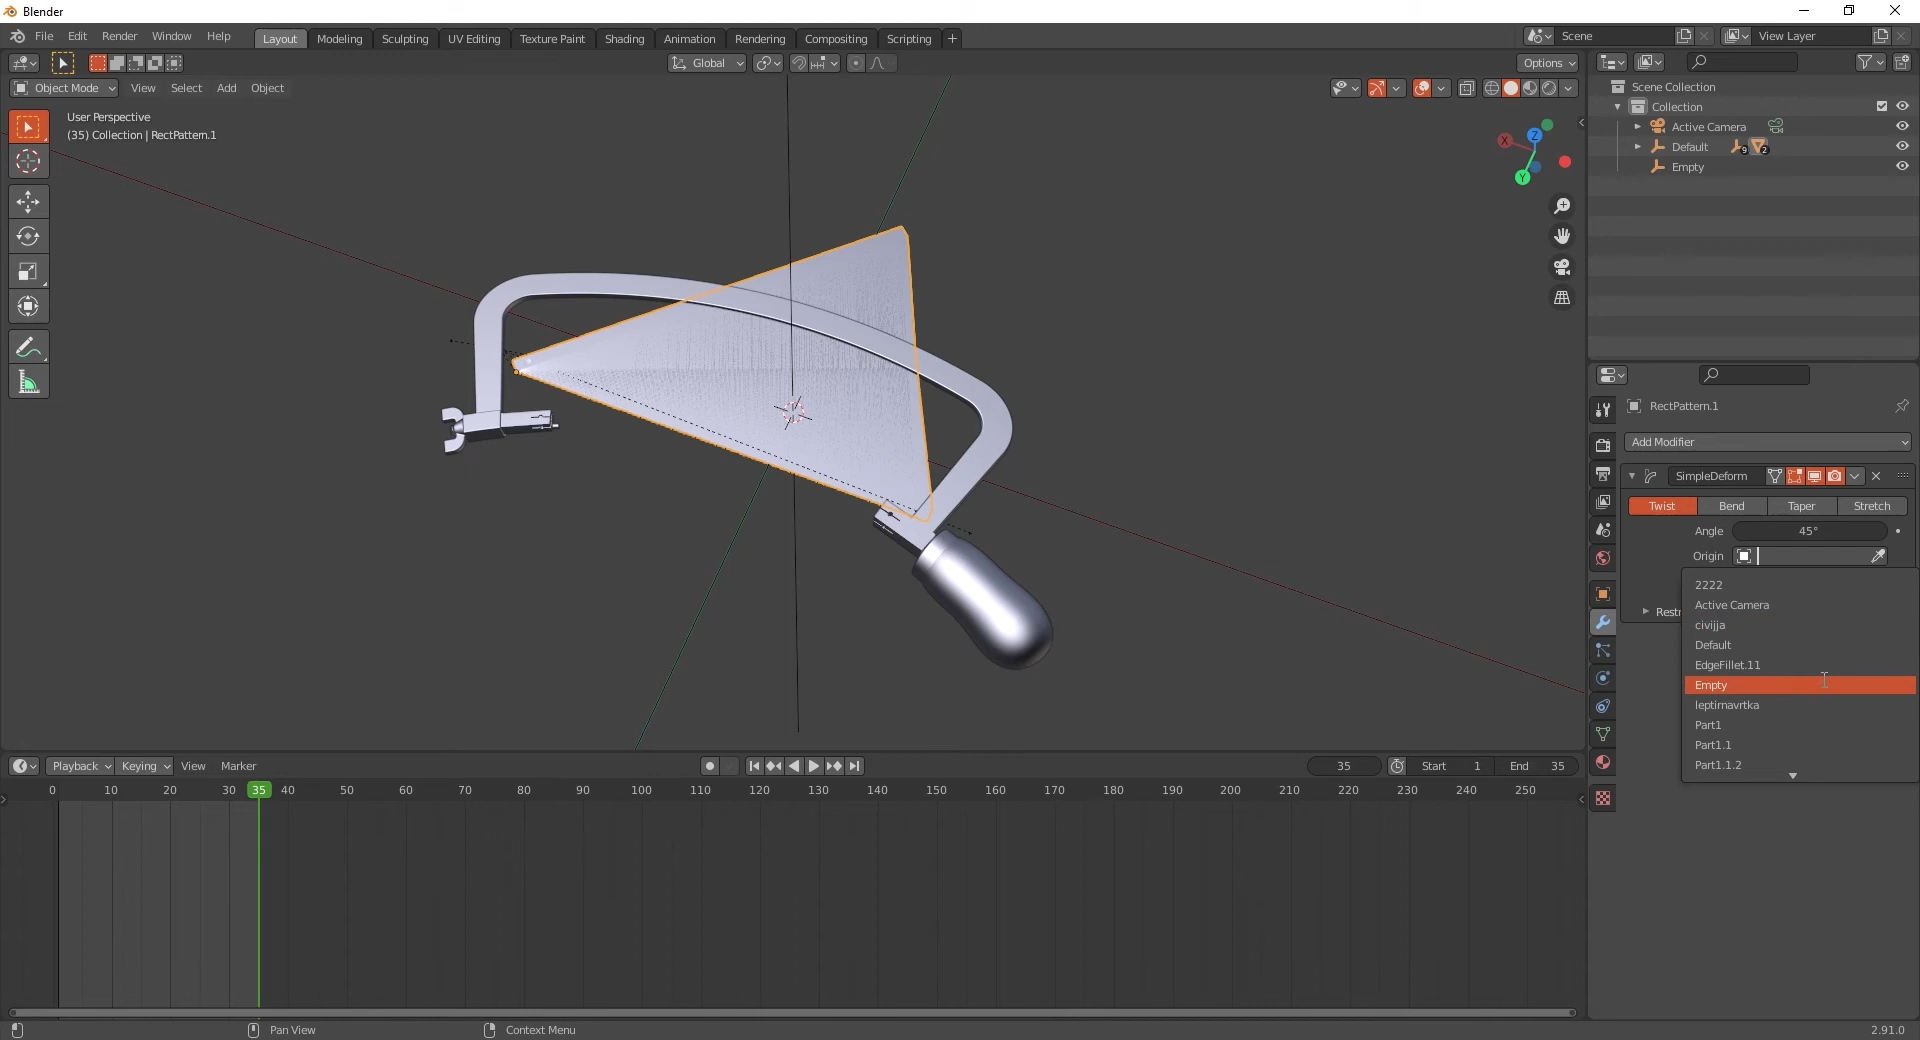 Blender
File Edit Render Window Help
Layout Modeling Sculpting UV Editing Texture Paint Shading Animation Rendering Compositing Scripting +
Scene
View Layer
Global
Options
Object Mode View Select Add Object
User Perspective
(35) Collection | RectPattern.1
X
Z
Y
Scene Collection
Collection
Active Camera
Default 9 2
Empty
RectPattern.1
Add Modifier
SimpleDeform
Twist Bend Taper Stretch
Angle 45°
Origin
Restr
2222
Active Camera
civijja
Default
EdgeFillet.11
Empty
leptirnavrtka
Part1
Part1.1
Part1.1.2
Playback Keying View Marker
35 Start 1 End 35
0 10 20 30 35 40 50 60 70 80 90 100 110 120 130 140 150 160 170 180 190 200 210 220 230 240 250
Pan View
Context Menu
2.91.0